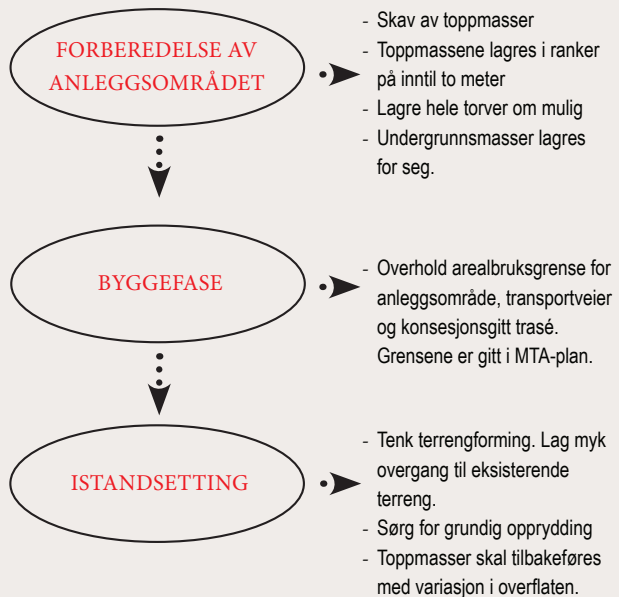 FORBEREDELSE AV
ANLEGGSOMRÅDET
- Skav av toppmasser
- Toppmassene lagres i ranker
på inntil to meter
- Lagre hele torver om mulig
- Undergrunnsmasser lagres
for seg.
BYGGEFASE
- Overhold arealbruksgrense for
anleggsområde, transportveier
og konsesjonsgitt trasé.
Grensene er gitt i MTA-plan.
ISTANDSETTING
- Tenk terrengforming. Lag myk
overgang til eksisterende
terreng.
- Sørg for grundig opprydding
- Toppmasser skal tilbakeføres
med variasjon i overflaten.